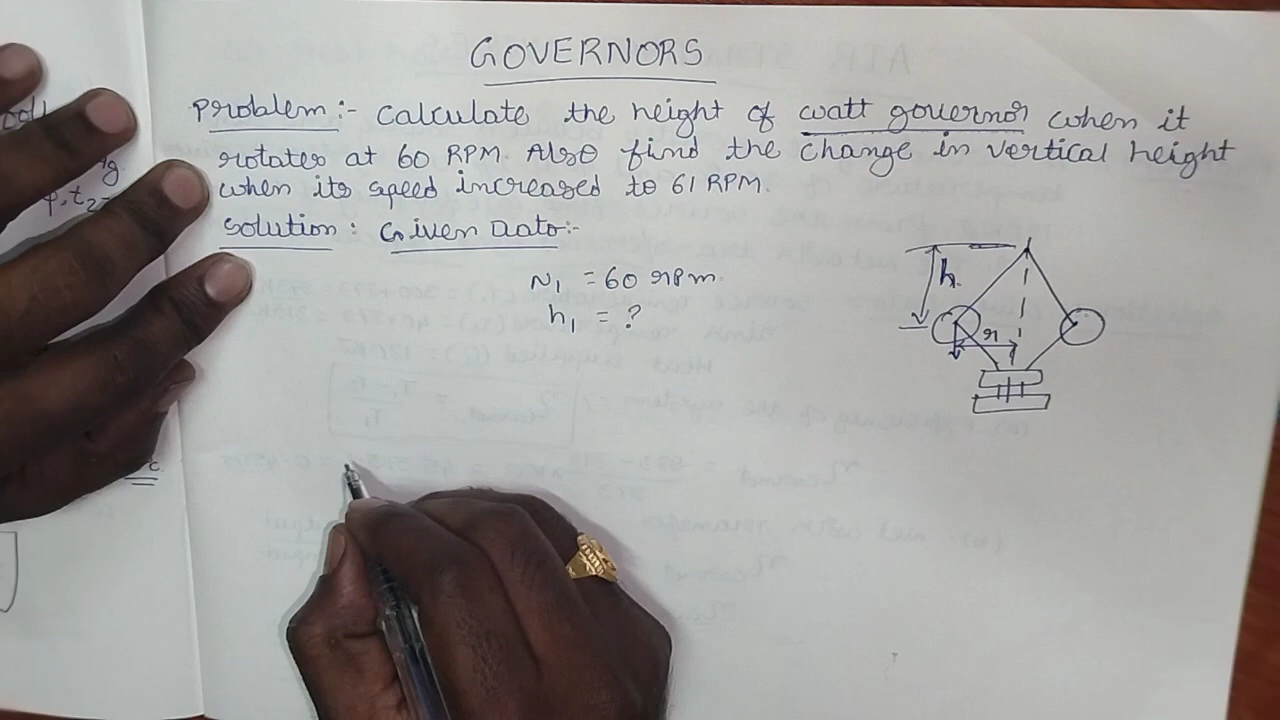 GOVERNORS
Problem:- Calculate the height of watt governor when it
rotates at 60 RPM. Also find the change in vertical height
when its speed increased to 61 RPM.
Solution: Given Data:-
N1 = 60 rpm.
h1 = ?
h
r